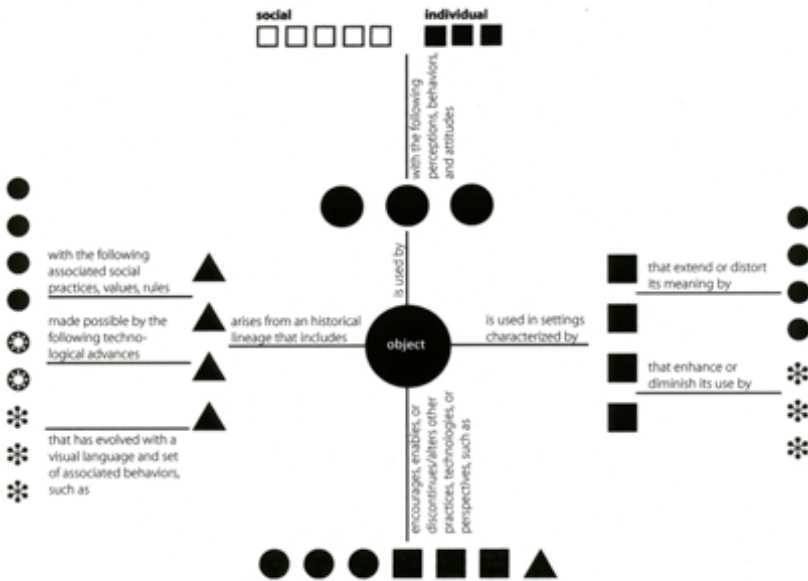 social
individual
with the following
perceptions, behaviors,
and attitudes
is used by
with the following
associated social
practices, values, rules
made possible by the
following techno-
logical advances
that has evolved with a
visual language and set
of associated behaviors,
such as
arises from an historical
lineage that includes
object
is used in settings
characterized by
that extend or distort
its meaning by
that enhance or
diminish its use by
encourages, enables, or
discontinues/alters other
practices, technologies, or
perspectives, such as